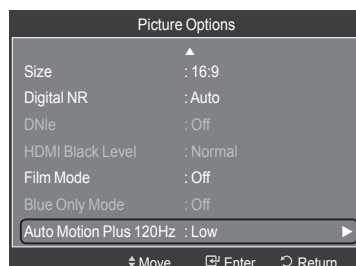 Picture Options
▲
Size : 16:9
Digital NR : Auto
DNIe : Off
HDMI Black Level : Normal
Film Mode : Off
Blue Only Mode : Off
Auto Motion Plus 120Hz : Low ►
Move Enter Return